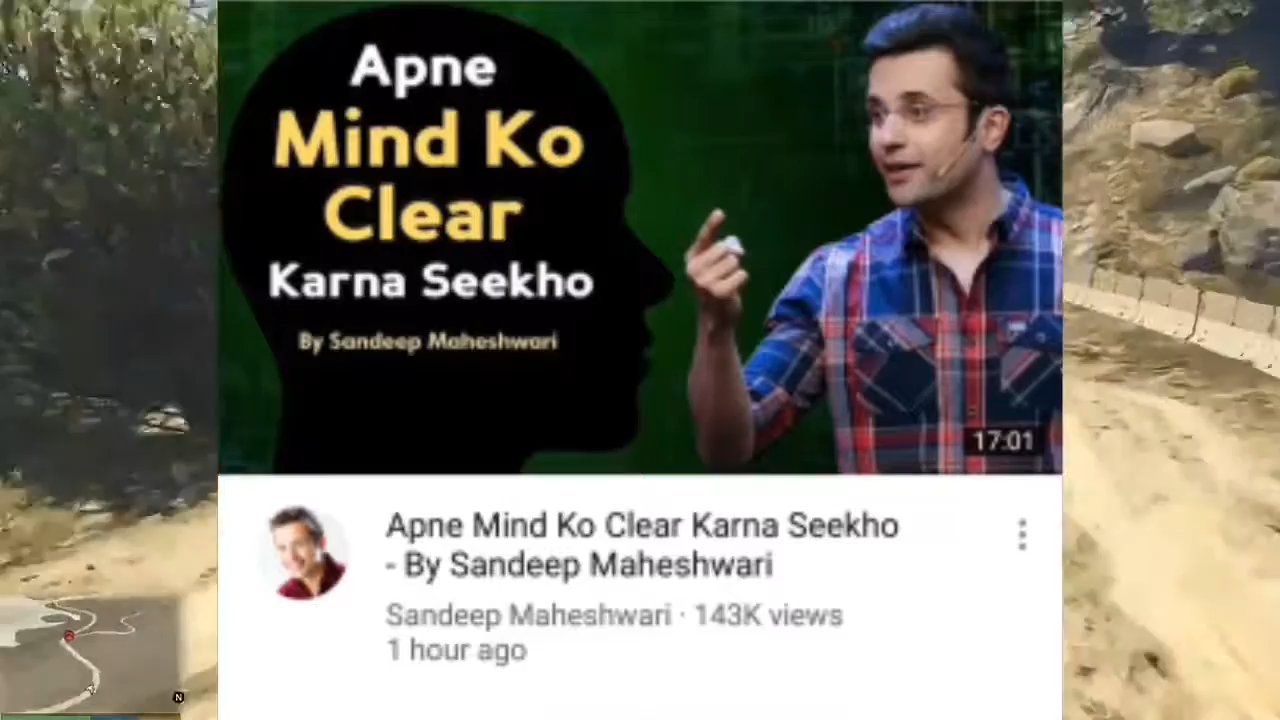 Apne
Mind Ko
Clear
Karna Seekho
By Sandeep Maheshwari
17:01
Apne Mind Ko Clear Karna Seekho
- By Sandeep Maheshwari
Sandeep Maheshwari · 143K views
1 hour ago
N